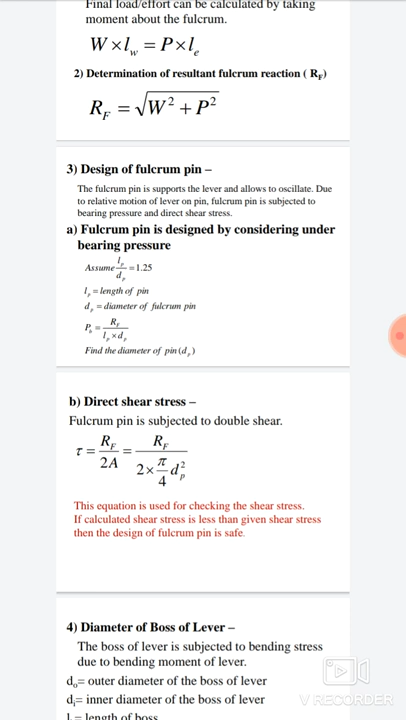 Final load/effort can be calculated by taking
moment about the fulcrum.
W × l_w = P × l_e
2) Determination of resultant fulcrum reaction ( R_F)
R_F = √(W² + P²)
3) Design of fulcrum pin –
The fulcrum pin is supports the lever and allows to oscillate. Due
to relative motion of lever on pin, fulcrum pin is subjected to
bearing pressure and direct shear stress.
a) Fulcrum pin is designed by considering under
bearing pressure
Assume l_p / d_p = 1.25
l_p = length of pin
d_p = diameter of fulcrum pin
P_b = R_F / (l_p × d_p)
Find the diameter of pin (d_p)
b) Direct shear stress –
Fulcrum pin is subjected to double shear.
τ = R_F / 2A = R_F / (2 × π/4 d_p²)
This equation is used for checking the shear stress.
If calculated shear stress is less than given shear stress
then the design of fulcrum pin is safe.
4) Diameter of Boss of Lever –
The boss of lever is subjected to bending stress
due to bending moment of lever.
d_o= outer diameter of the boss of lever
d_i= inner diameter of the boss of lever
l = length of boss
V RECORDER